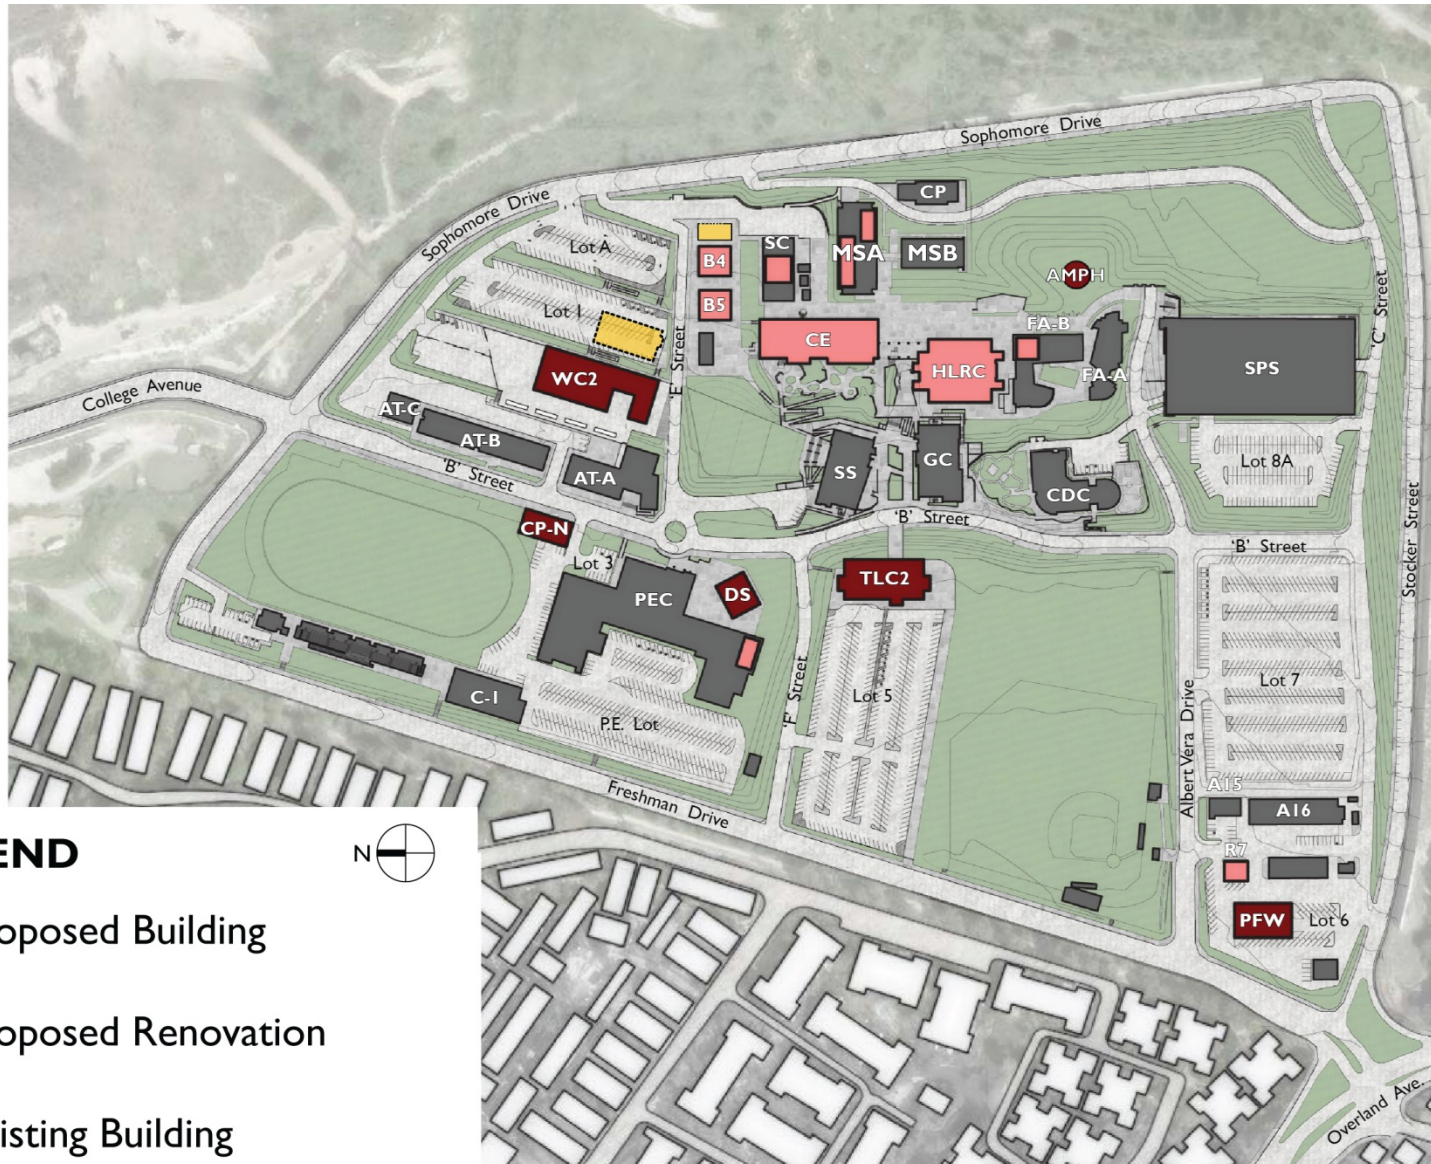 Sophomore Drive
CP
Sophomore Drive
Lot A
SC
MSA
MSB
B4
AMPH
B5
Lot 1
FA-B
CE
'C' Street
'E' Street
HLRC
FA-A
SPS
WC2
College Avenue
AT-C
AT-B
'B' Street
AT-A
SS
GC
Lot 8A
CDC
'B' Street
CP-N
'B' Street
Stocker Street
Lot 3
TLC2
PEC
DS
'F' Street
Lot 5
Lot 7
C-1
P.E. Lot
Albert Vera Drive
Freshman Drive
A15
A16
R7
PFW
Lot 6
END
N
oposed Building
oposed Renovation
isting Building
Overland Ave.